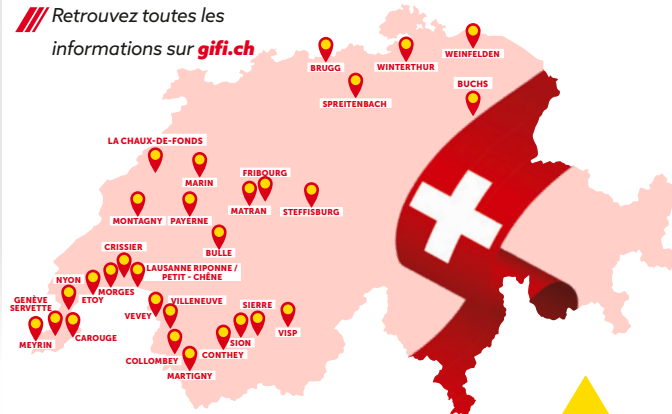 Retrouvez toutes les
informations sur gifi.ch
BRUGG
WINTERTHUR
WEINFELDEN
SPREITENBACH
BUCHS
LA CHAUX-DE-FONDS
MARIN
FRIBOURG
MATRAN
STEFFISBURG
MONTAGNY
PAYERNE
BULLE
CRISSIER
LAUSANNE RIPONNE /
PETIT - CHÊNE
NYON
ETOY
MORGES
GENÈVE
SERVETTE
MEYRIN
CAROUGE
VEVEY
VILLENEUVE
SIERRE
VISP
SION
CONTHEY
COLLOMBEY
MARTIGNY